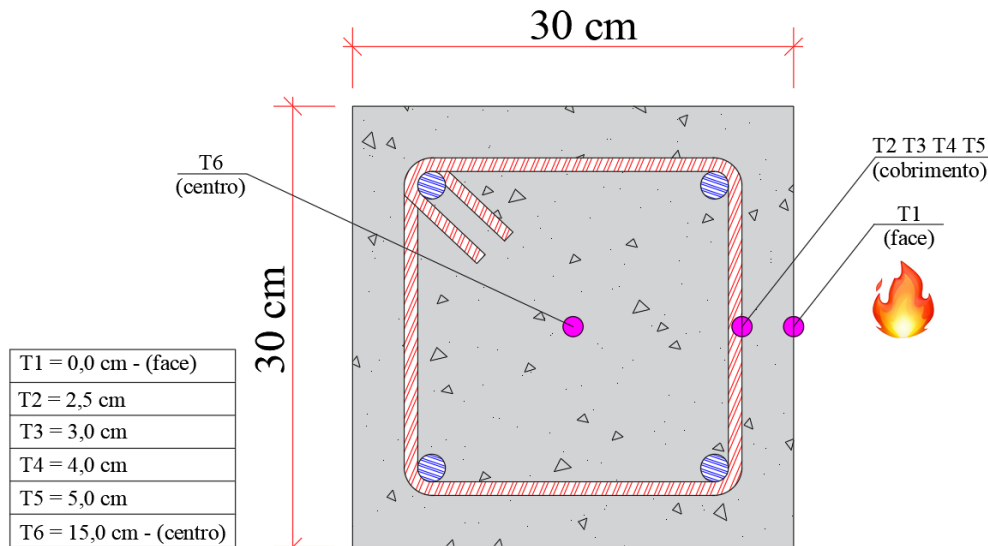 30 cm
T6
(centro)
T2 T3 T4 T5
(cobrimento)
T1
(face)
30 cm
T1 = 0,0 cm - (face)
T2 = 2,5 cm
T3 = 3,0 cm
T4 = 4,0 cm
T5 = 5,0 cm
T6 = 15,0 cm - (centro)